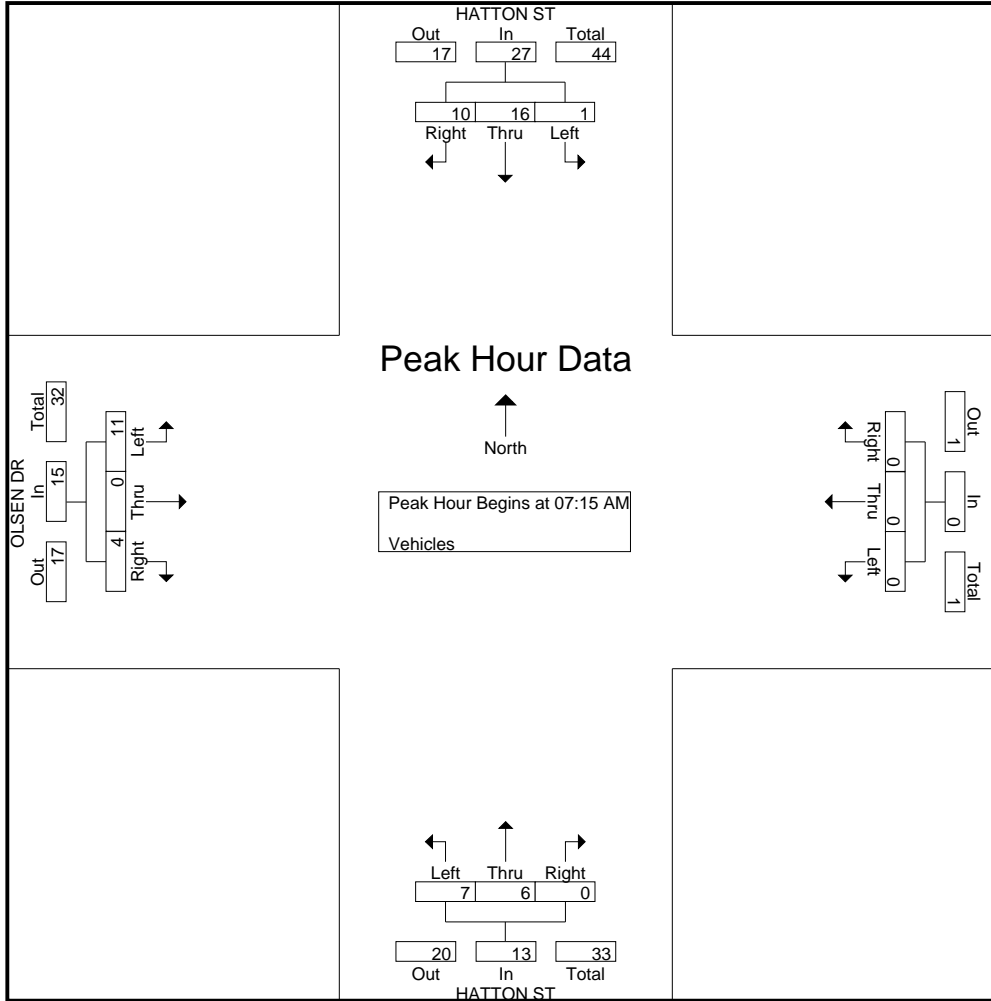 HATTON ST
Out In Total
17 27 44
10 16 1
Right Thru Left
Peak Hour Data
North
Peak Hour Begins at 07:15 AM
Vehicles
OLSEN DR
Out In Total
17 15 32
4 0 11
Right Thru Left
Out In Total
1 0 1
0 0 0
Right Thru Left
Left Thru Right
7 6 0
20 13 33
Out In Total
HATTON ST